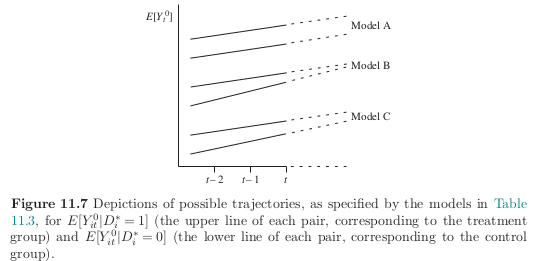 E[Y_t^0]
Model A
Model B
Model C
t−2 t−1 t
Figure 11.7 Depictions of possible trajectories, as specified by the models in Table
11.3, for E[Y_{it}^0|D_i^* = 1] (the upper line of each pair, corresponding to the treatment
group) and E[Y_{it}^0|D_i^* = 0] (the lower line of each pair, corresponding to the control
group).